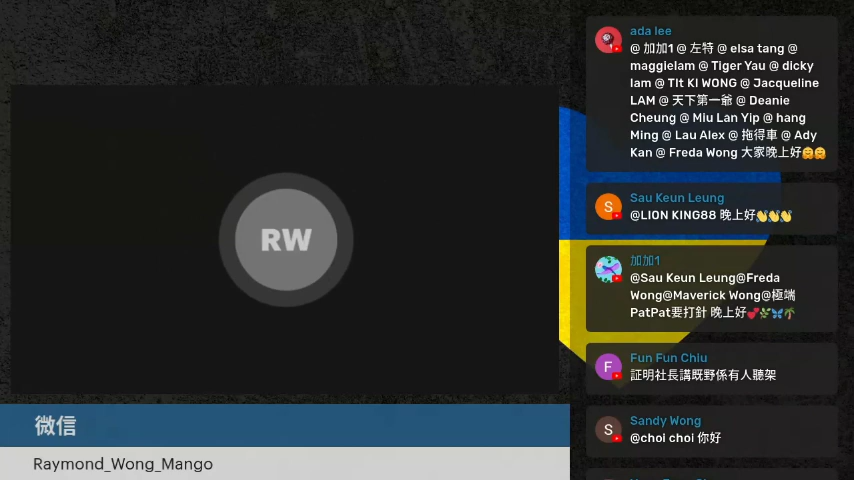 RW
微信
Raymond_Wong_Mango
ada lee
@ 加加1 @ 左特 @ elsa tang @
maggielam @ Tiger Yau @ dicky
lam @ TIt KI WONG @ Jacqueline
LAM @ 天下第一爺 @ Deanie
Cheung @ Miu Lan Yip @ hang
Ming @ Lau Alex @ 拖得車 @ Ady
Kan @ Freda Wong 大家晚上好🤗🤗
S
Sau Keun Leung
@LION KING88 晚上好👋👋👋
加加1
@Sau Keun Leung@Freda
Wong@Maverick Wong@極端
PatPat要打針 晚上好💕🌿🦋🌴
F
Fun Fun Chiu
証明社長講既野係有人聽架
S
Sandy Wong
@choi choi 你好